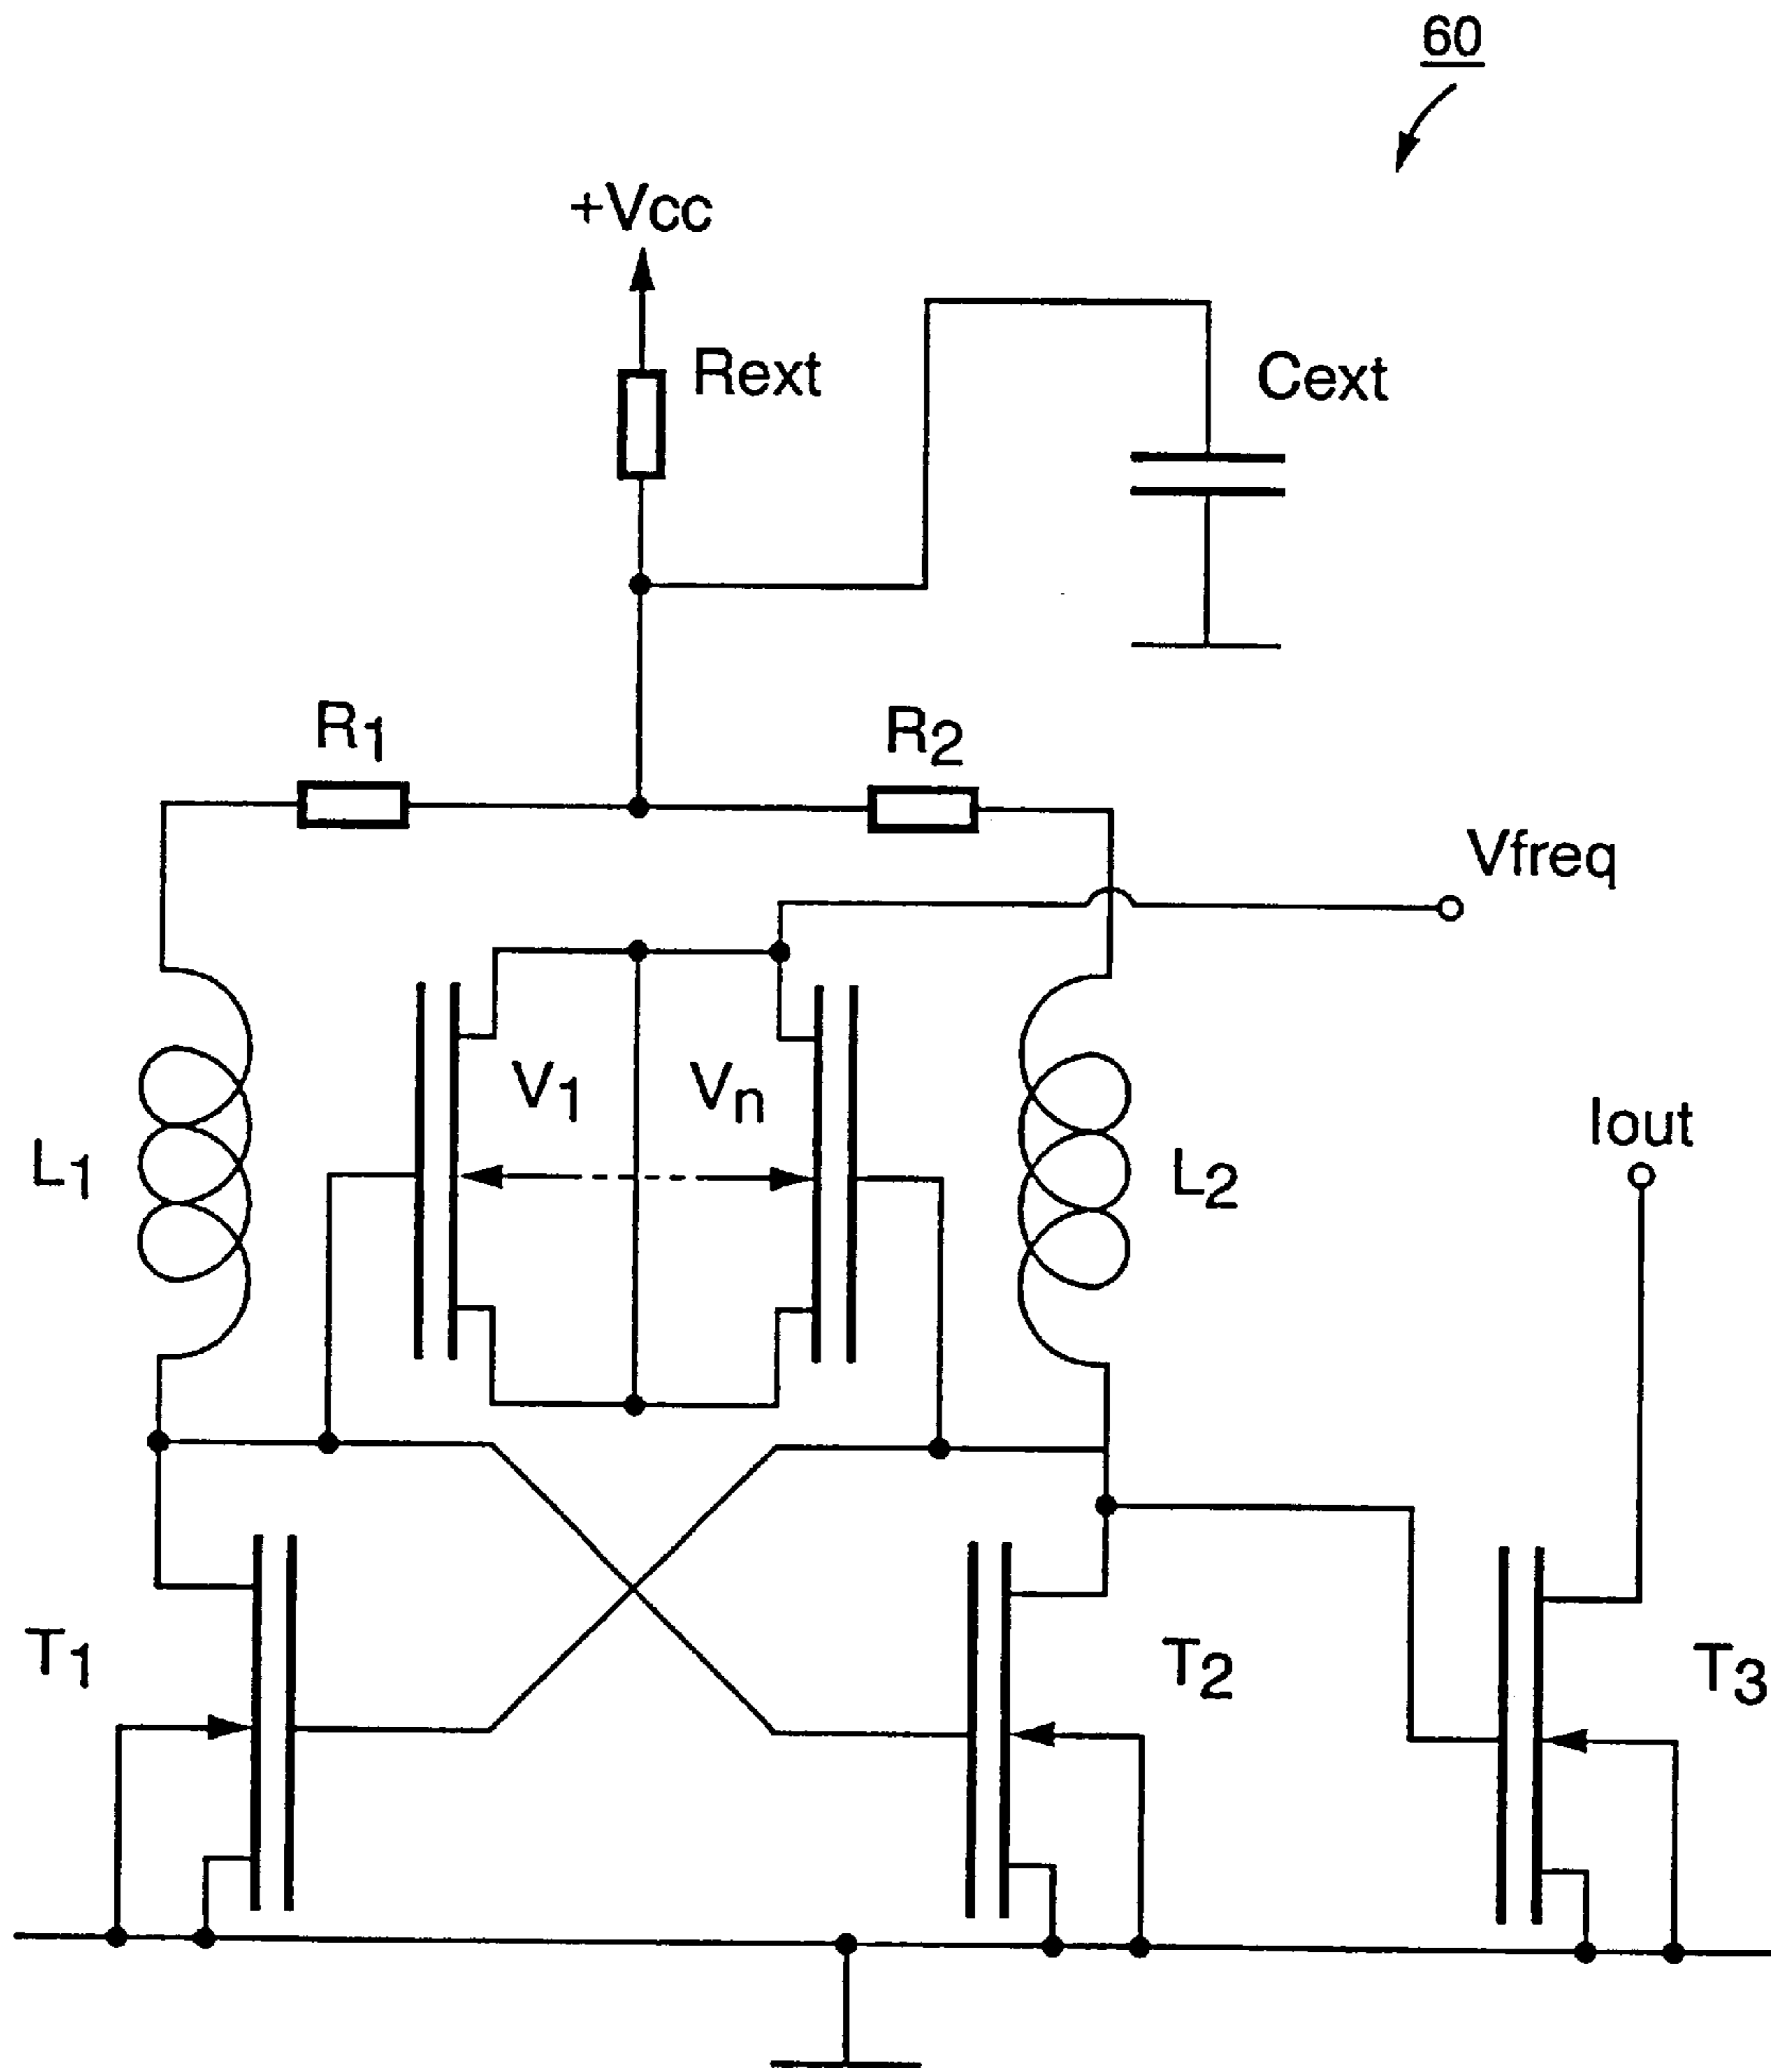 60
+Vcc
Rext
Cext
R1
R2
Vfreq
V1
Vn
Iout
L1
L2
T1
T2
T3